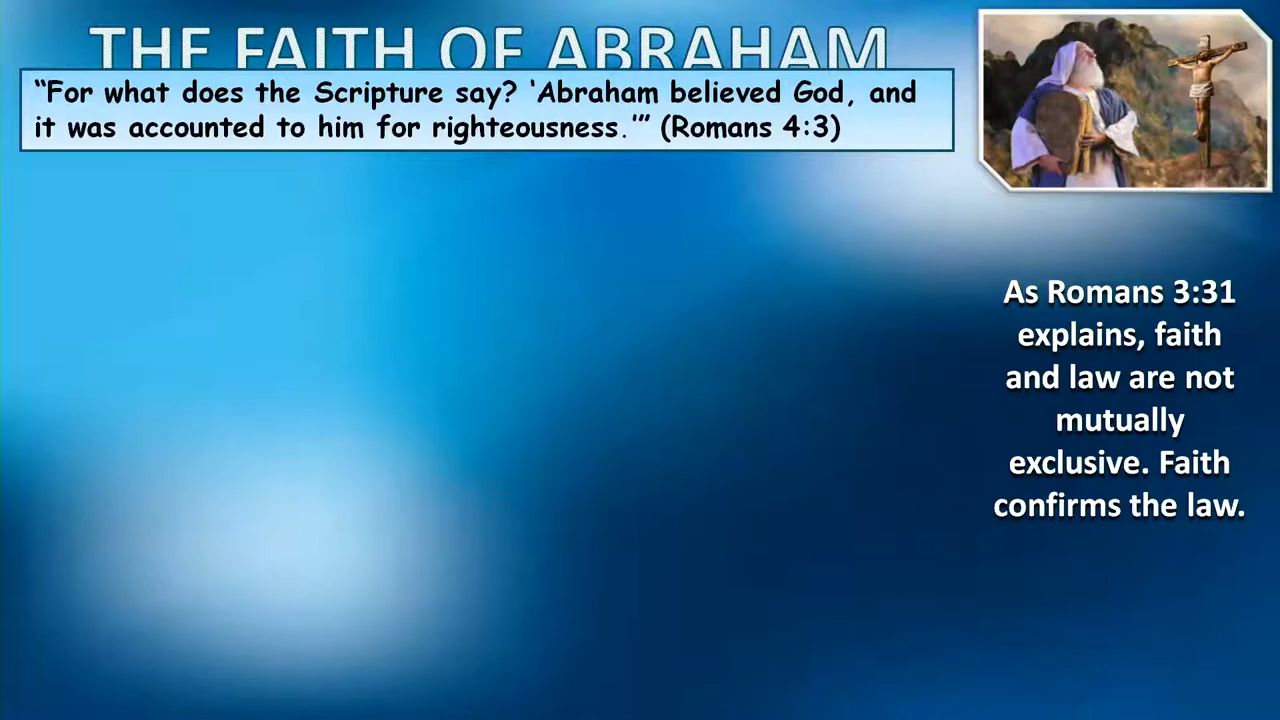 THE FAITH OF ABRAHAM
“For what does the Scripture say? ‘Abraham believed God, and
it was accounted to him for righteousness.’” (Romans 4:3)
As Romans 3:31
explains, faith
and law are not
mutually
exclusive. Faith
confirms the law.